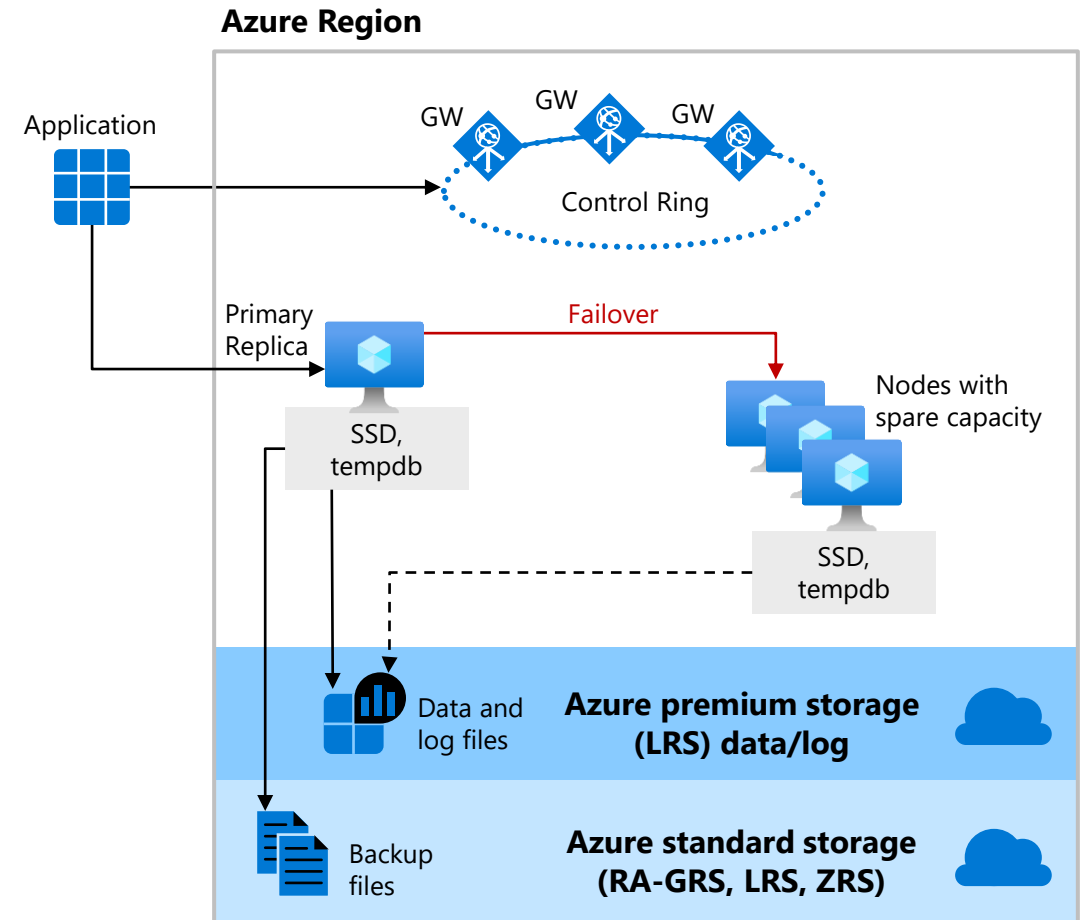 Azure Region
Application
GW
GW
GW
Control Ring
Primary
Replica
Failover
Nodes with
spare capacity
SSD,
tempdb
SSD,
tempdb
Data and
log files
Azure premium storage
(LRS) data/log
Backup
files
Azure standard storage
(RA-GRS, LRS, ZRS)